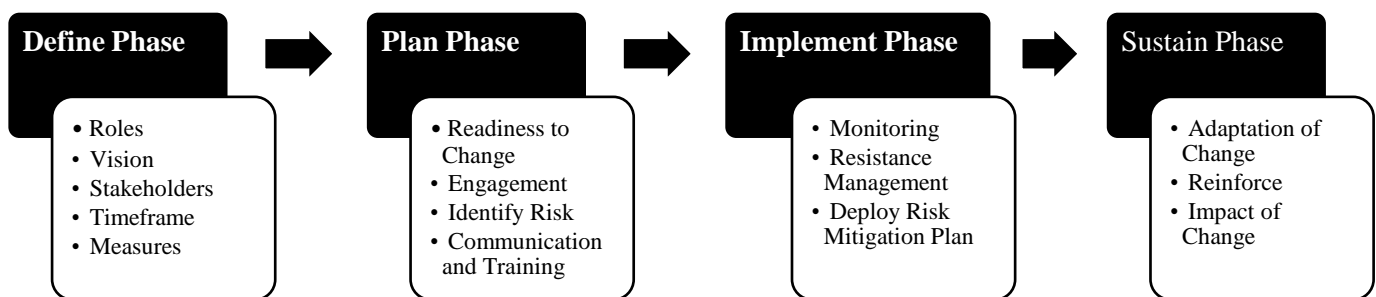 Define Phase
• Roles
• Vision
• Stakeholders
• Timeframe
• Measures
Plan Phase
• Readiness to
Change
• Engagement
• Identify Risk
• Communication
and Training
Implement Phase
• Monitoring
• Resistance
Management
• Deploy Risk
Mitigation Plan
Sustain Phase
• Adaptation of
Change
• Reinforce
• Impact of
Change